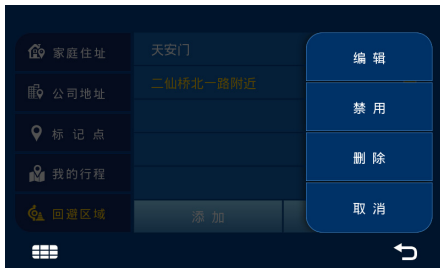 家庭住址
公司地址
标记点
我的行程
回避区域
天安门
二仙桥北一路附近
添加
编辑
禁用
删除
取消